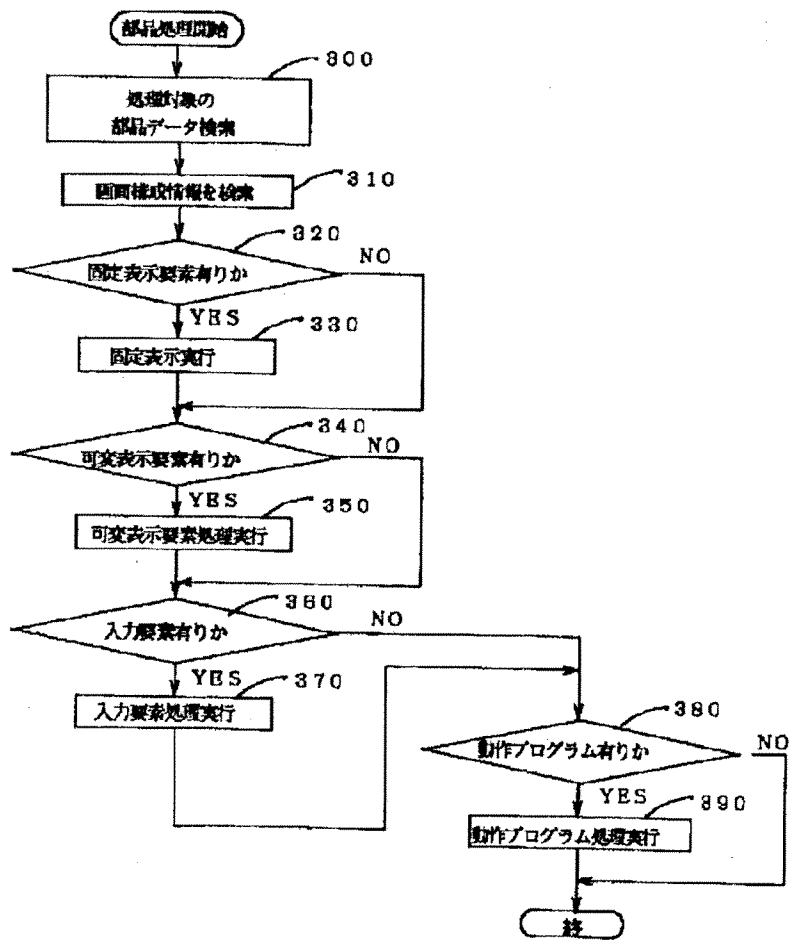 部品処理開始
300
処理対象の
部品データ検索
310
画面構成情報を検索
320
固定表示要素有りか
NO
YES
330
固定表示実行
340
可変表示要素有りか
NO
YES
350
可変表示要素処理実行
360
入力要素有りか
NO
YES
370
入力要素処理実行
380
動作プログラム有りか
NO
YES
390
動作プログラム処理実行
終